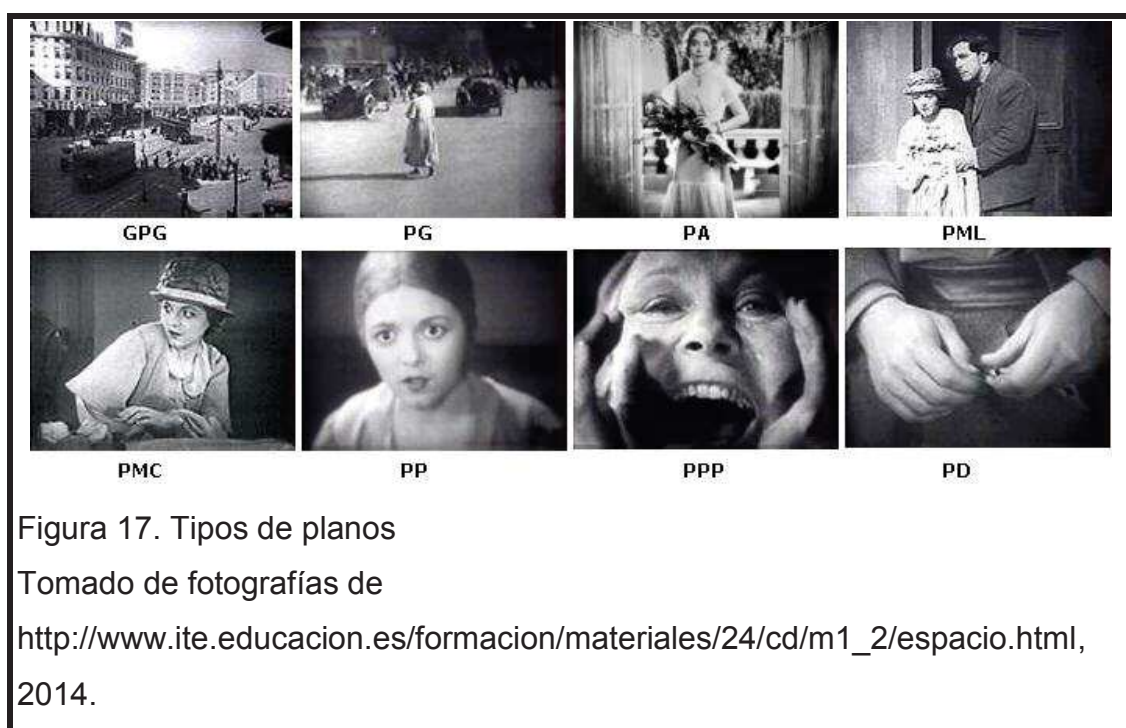 GPG PG PA PML
PMC PP PPP PD
Figura 17. Tipos de planos
Tomado de fotografías de
http://www.ite.educacion.es/formacion/materiales/24/cd/m1_2/espacio.html,
2014.